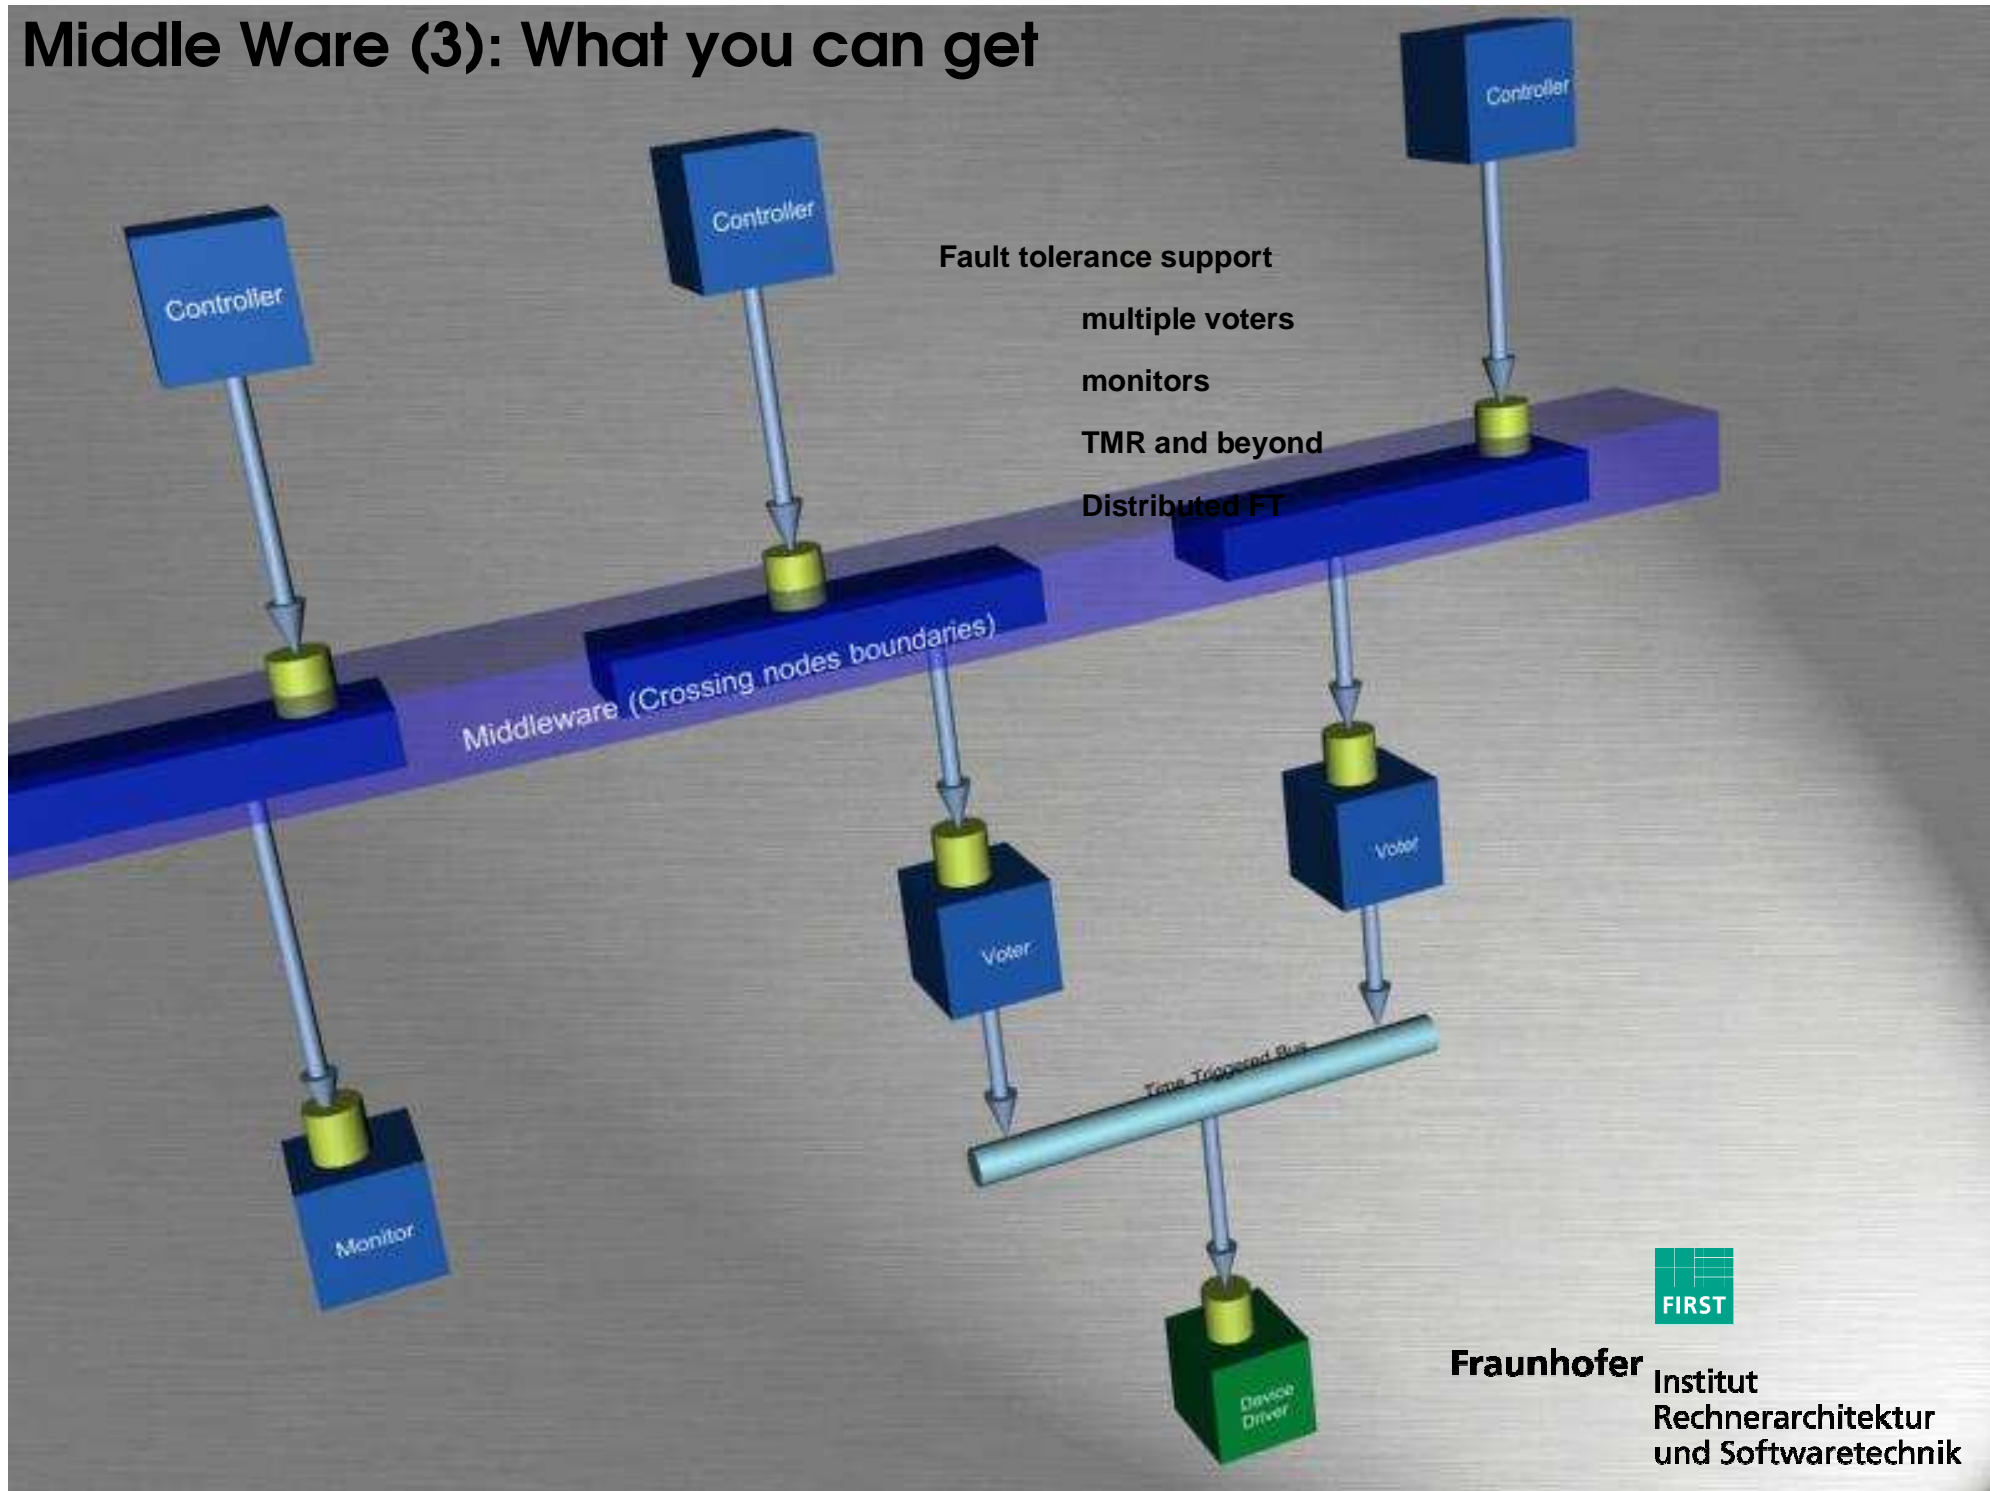 Middle Ware (3): What you can get
Controller
Controller
Controller
Fault tolerance support
multiple voters
monitors
TMR and beyond
Distributed FT
Middleware (Crossing nodes boundaries)
Voter
Voter
Time Triggered Bus
Monitor
Device
Driver
FIRST
Fraunhofer
Institut
Rechnerarchitektur
und Softwaretechnik